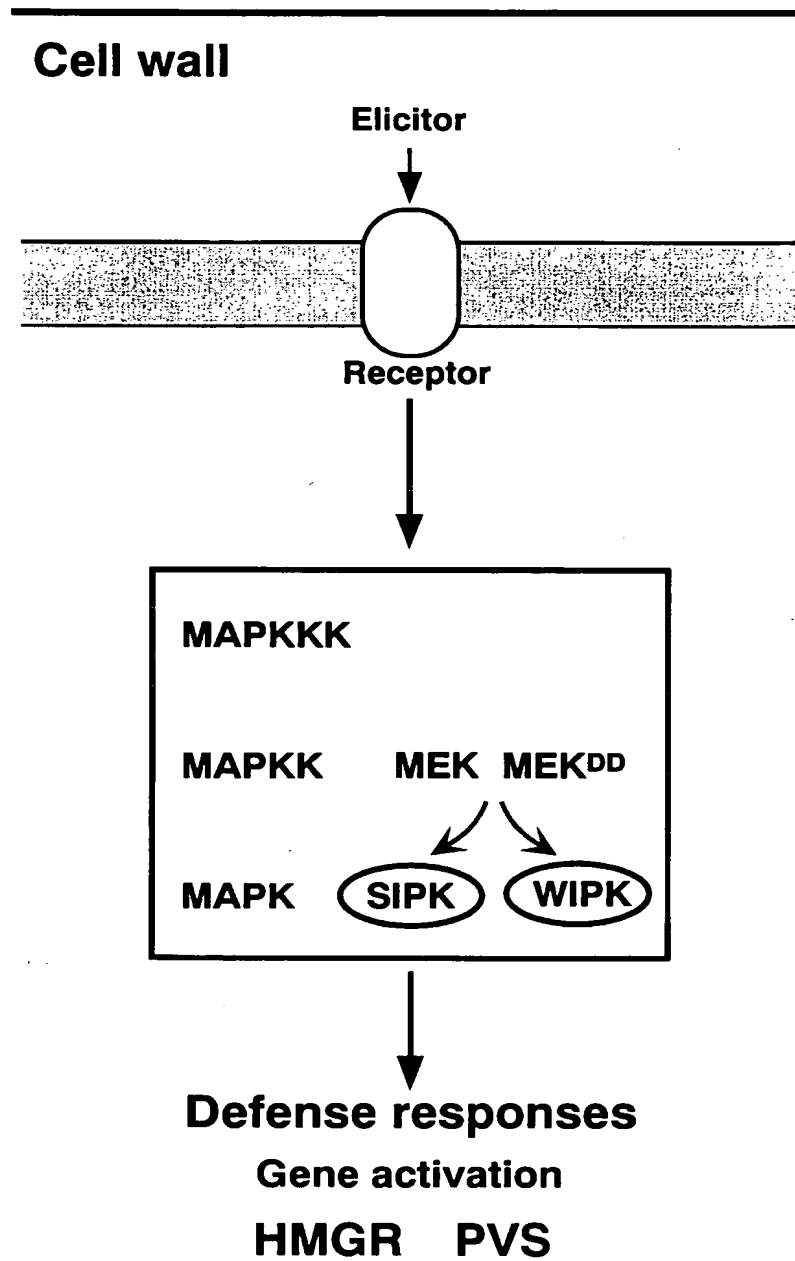 Cell wall
Elicitor
Receptor
MAPKKK
MAPKK MEK MEKDD
MAPK SIPK WIPK
Defense responses
Gene activation
HMGR PVS